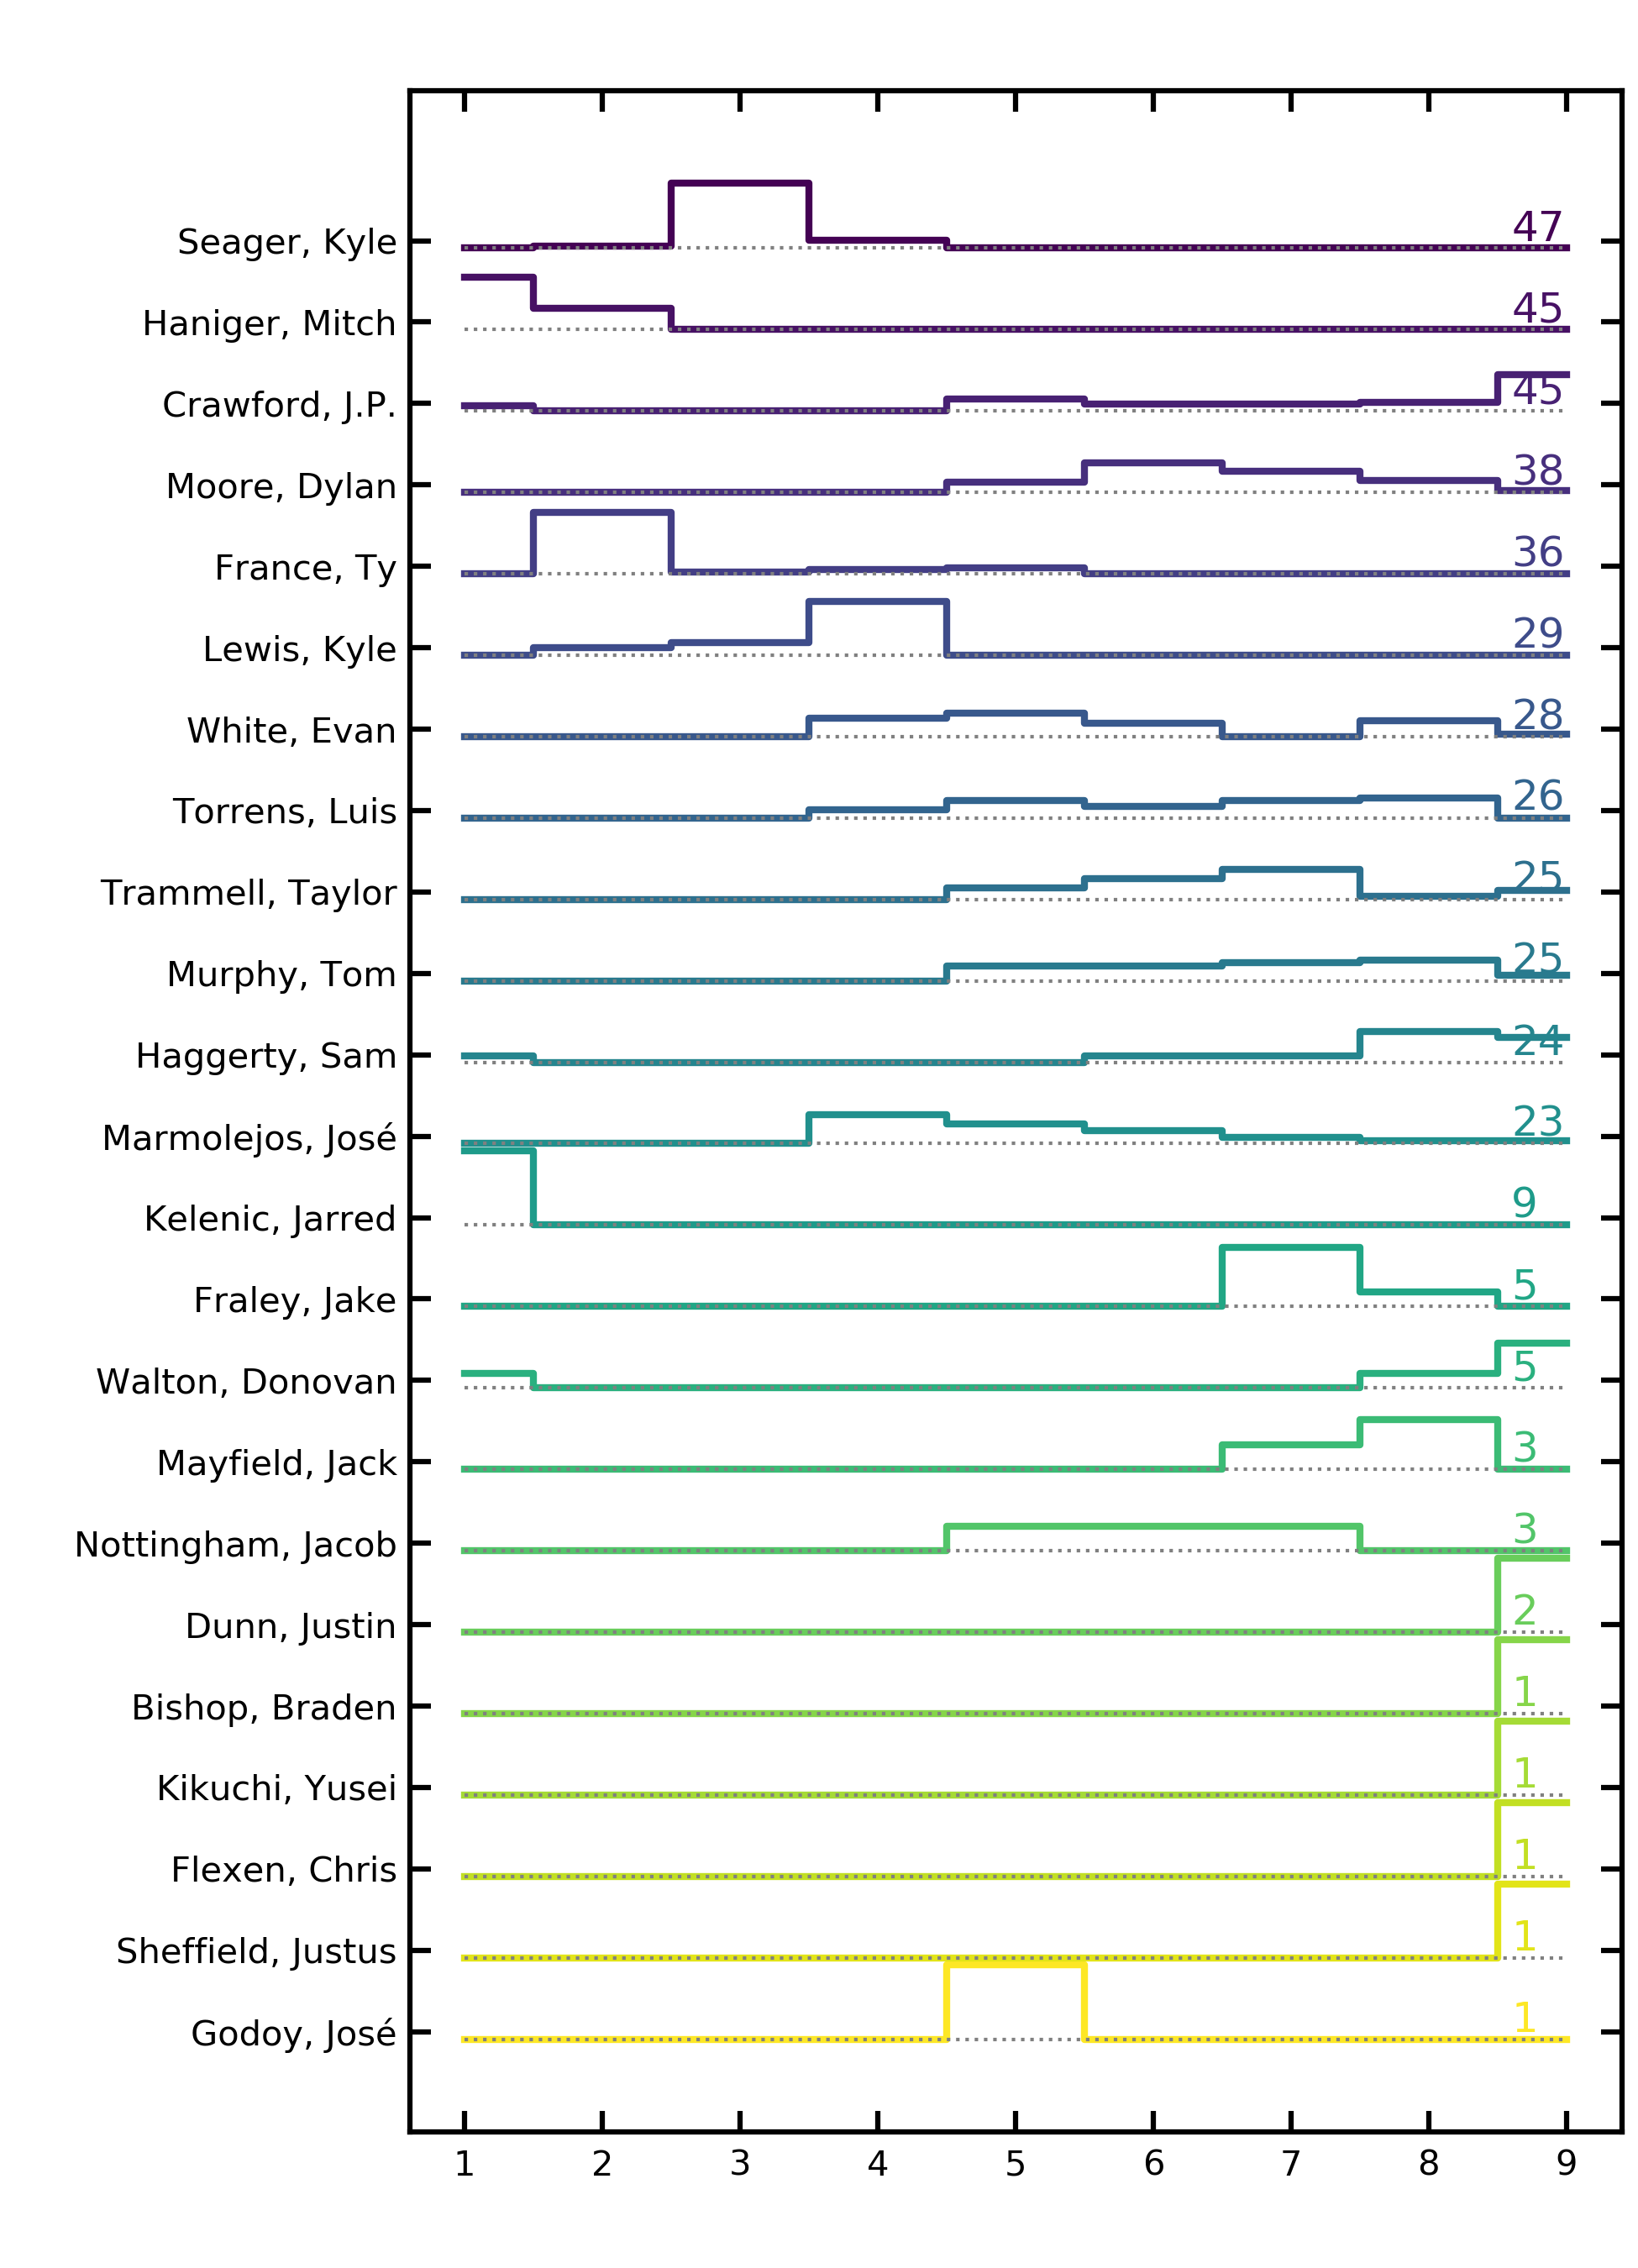 Seager, Kyle 47
Haniger, Mitch 45
Crawford, J.P. 45
Moore, Dylan 38
France, Ty 36
Lewis, Kyle 29
White, Evan 28
Torrens, Luis 26
Trammell, Taylor 25
Murphy, Tom 25
Haggerty, Sam 24
Marmolejos, José 23
Kelenic, Jarred 9
Fraley, Jake 5
Walton, Donovan 5
Mayfield, Jack 3
Nottingham, Jacob 3
Dunn, Justin 2
Bishop, Braden 1
Kikuchi, Yusei 1
Flexen, Chris 1
Sheffield, Justus 1
Godoy, José 1
1 2 3 4 5 6 7 8 9